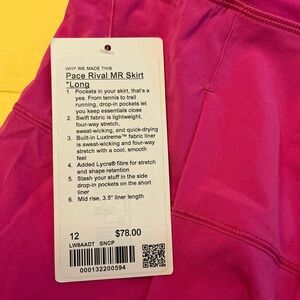 WHY WE MADE THIS
Pace Rival MR Skirt
*Long
1 Pockets in your skirt, that's a
yes. From tennis to trail
running, drop-in pockets let
you keep essentials close
2 Swift fabric is lightweight,
four-way stretch,
sweat-wicking, and quick-drying
3 Built-in Luxtreme™ fabric liner
is sweat-wicking and four-way
stretch with a cool, smooth
feel
4 Added Lycra® fibre for stretch
and shape retention
5 Stash your stuff in the side
drop-in pockets on the short
liner
6 Mid rise, 3.5" liner length
12 $78.00
LW8AADT SNCP
000132200594